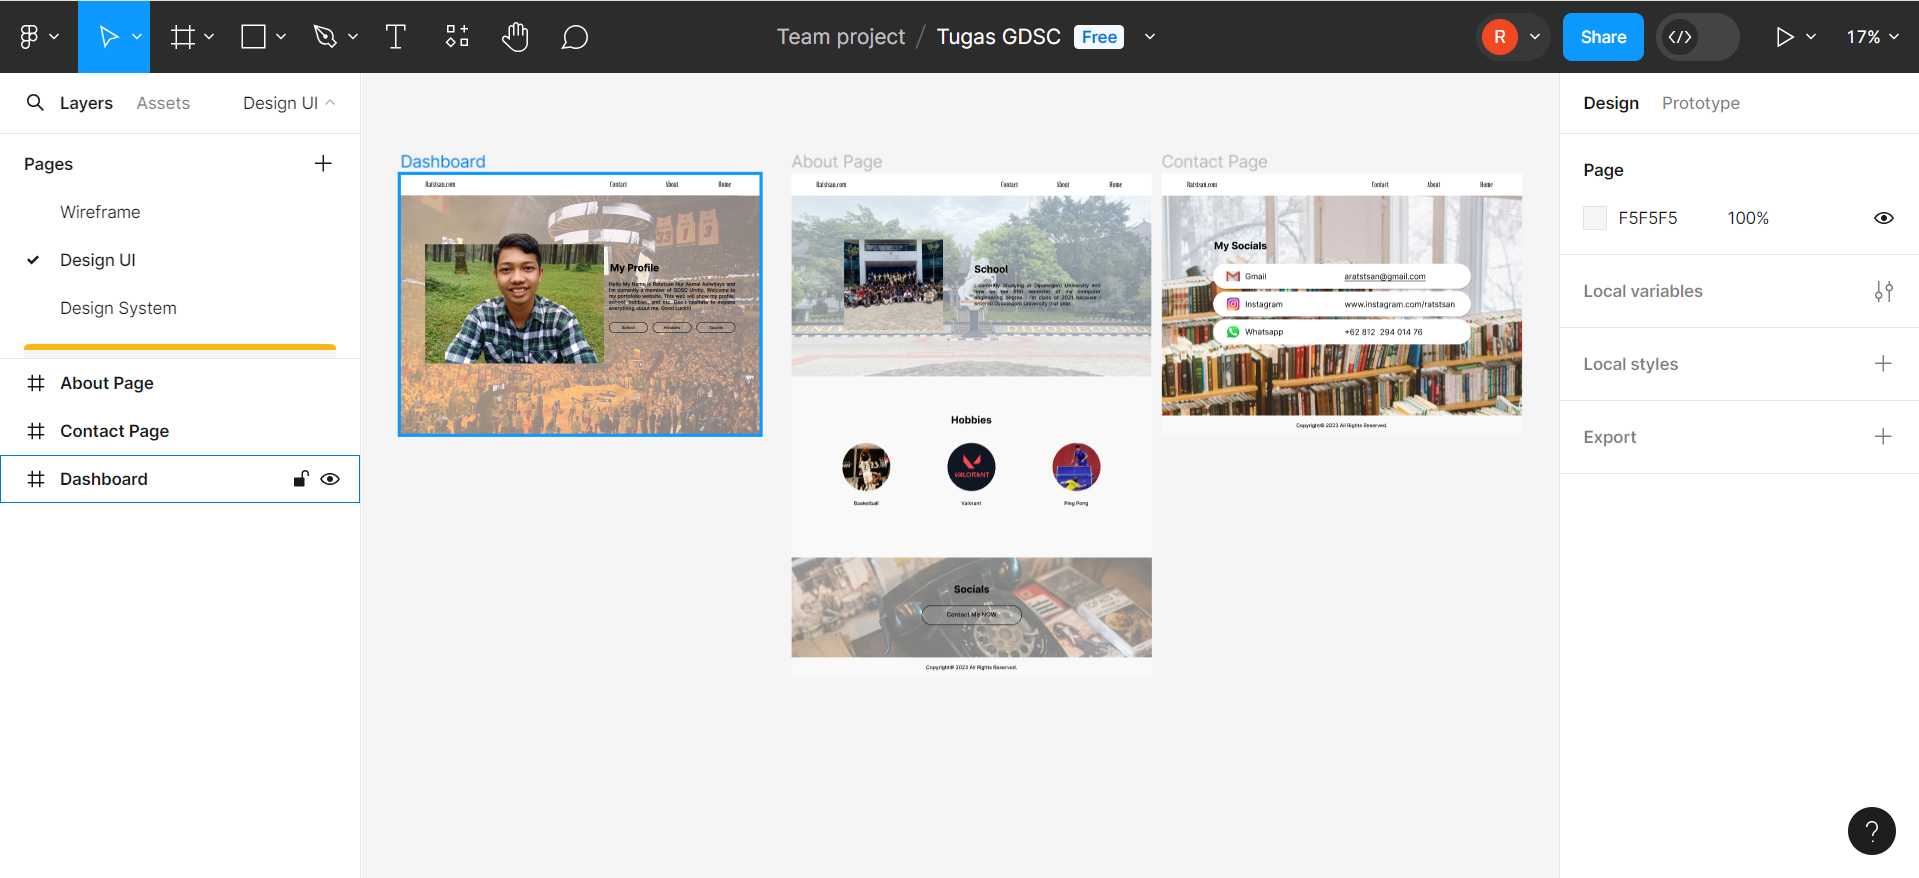 Team project / Tugas GDSC Free
R
Share
17%
Layers
Assets
Design UI
Pages
Wireframe
Design UI
Design System
About Page
Contact Page
Dashboard
Dashboard
Ratstsan.com
Contact
About
Home
33
1
3
My Profile
Hello My Name is Ratstsan Nur Akmal Adiwijaya and
I'm currently a member of GDSC Undip. Welcome to
my portofolio website. This web will show my profile,
school, hobbies, and etc. Don't hesitate to explore
everything about me. Good Luck!!
School
Hobbies
Socials
About Page
Ratstsan.com
Contact
About
Home
School
I currently Studying at Diponegoro University and
now on the fifth semester of my computer
engineering degree. I'm class of 2021 because I
entered Diponegoro University that year.
Hobbies
VALORANT
Basketball
Valorant
Ping Pong
Socials
Contact Me NOW
Copyright© 2023 All Rights Reserved.
Contact Page
Ratstsan.com
Contact
About
Home
My Socials
Gmail
aratstsan@gmail.com
Instagram
www.instagram.com/ratstsan
Whatsapp
+62 812 294 014 76
Copyright© 2023 All Rights Reserved.
Design
Prototype
Page
F5F5F5
100%
Local variables
Local styles
Export
?